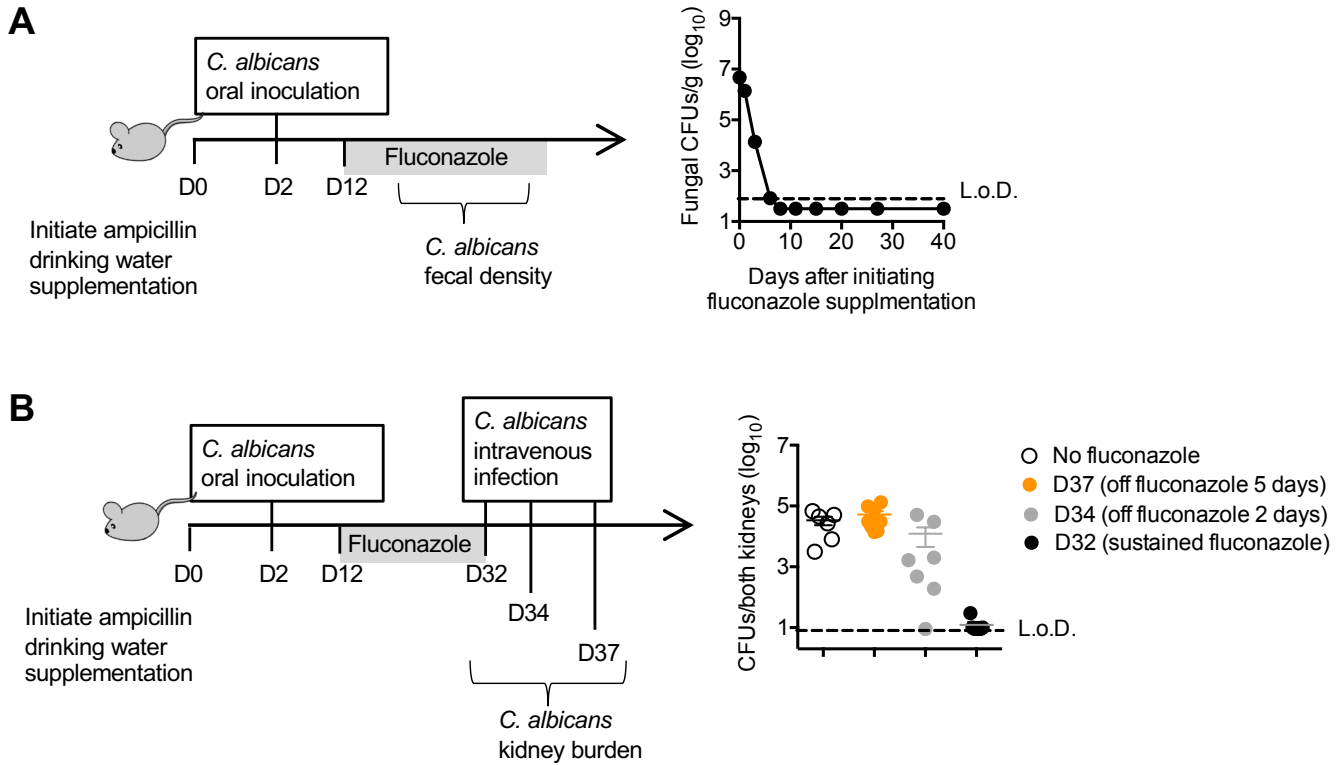 A
C. albicans
oral inoculation
Fluconazole
D0
D2
D12
Initiate ampicillin
drinking water
supplementation
C. albicans
fecal density
Fungal CFUs/g (log10)
9
7
5
3
1
L.o.D.
0
10
20
30
40
Days after initiating
fluconazole supplmentation
B
C. albicans
oral inoculation
C. albicans
intravenous
infection
Fluconazole
D0
D2
D12
D32
D34
D37
Initiate ampicillin
drinking water
supplementation
C. albicans
kidney burden
CFUs/both kidneys (log10)
7
5
3
1
No fluconazole
D37 (off fluconazole 5 days)
D34 (off fluconazole 2 days)
D32 (sustained fluconazole)
L.o.D.